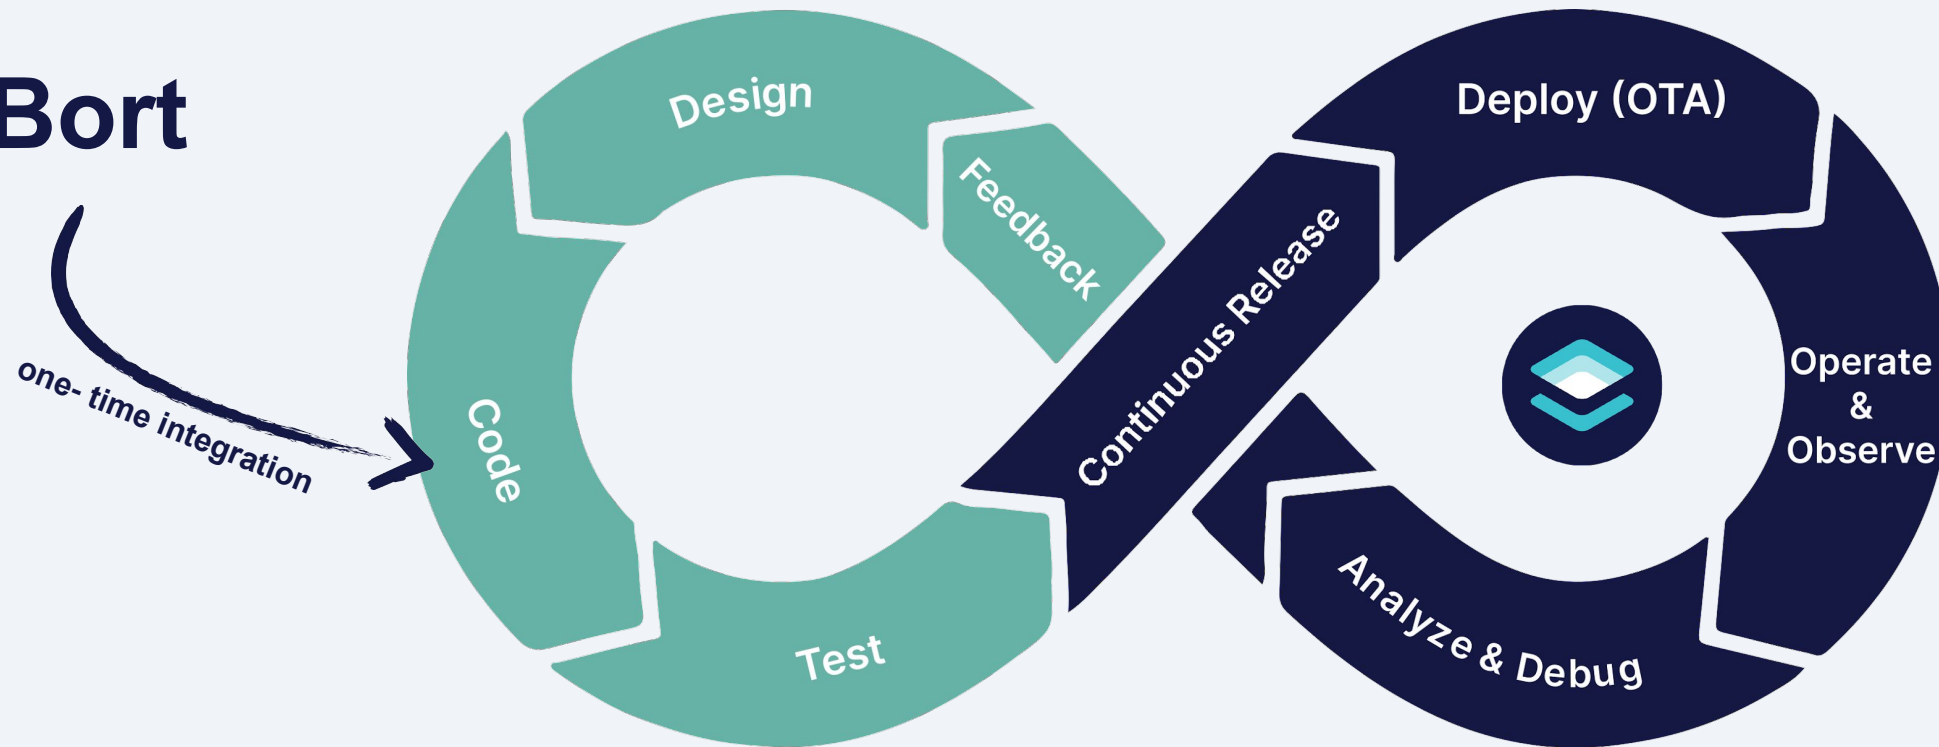 Bort
one- time integration
Design
Feedback
Code
Test
Continuous Release
Deploy (OTA)
Operate
&
Observe
Analyze & Debug